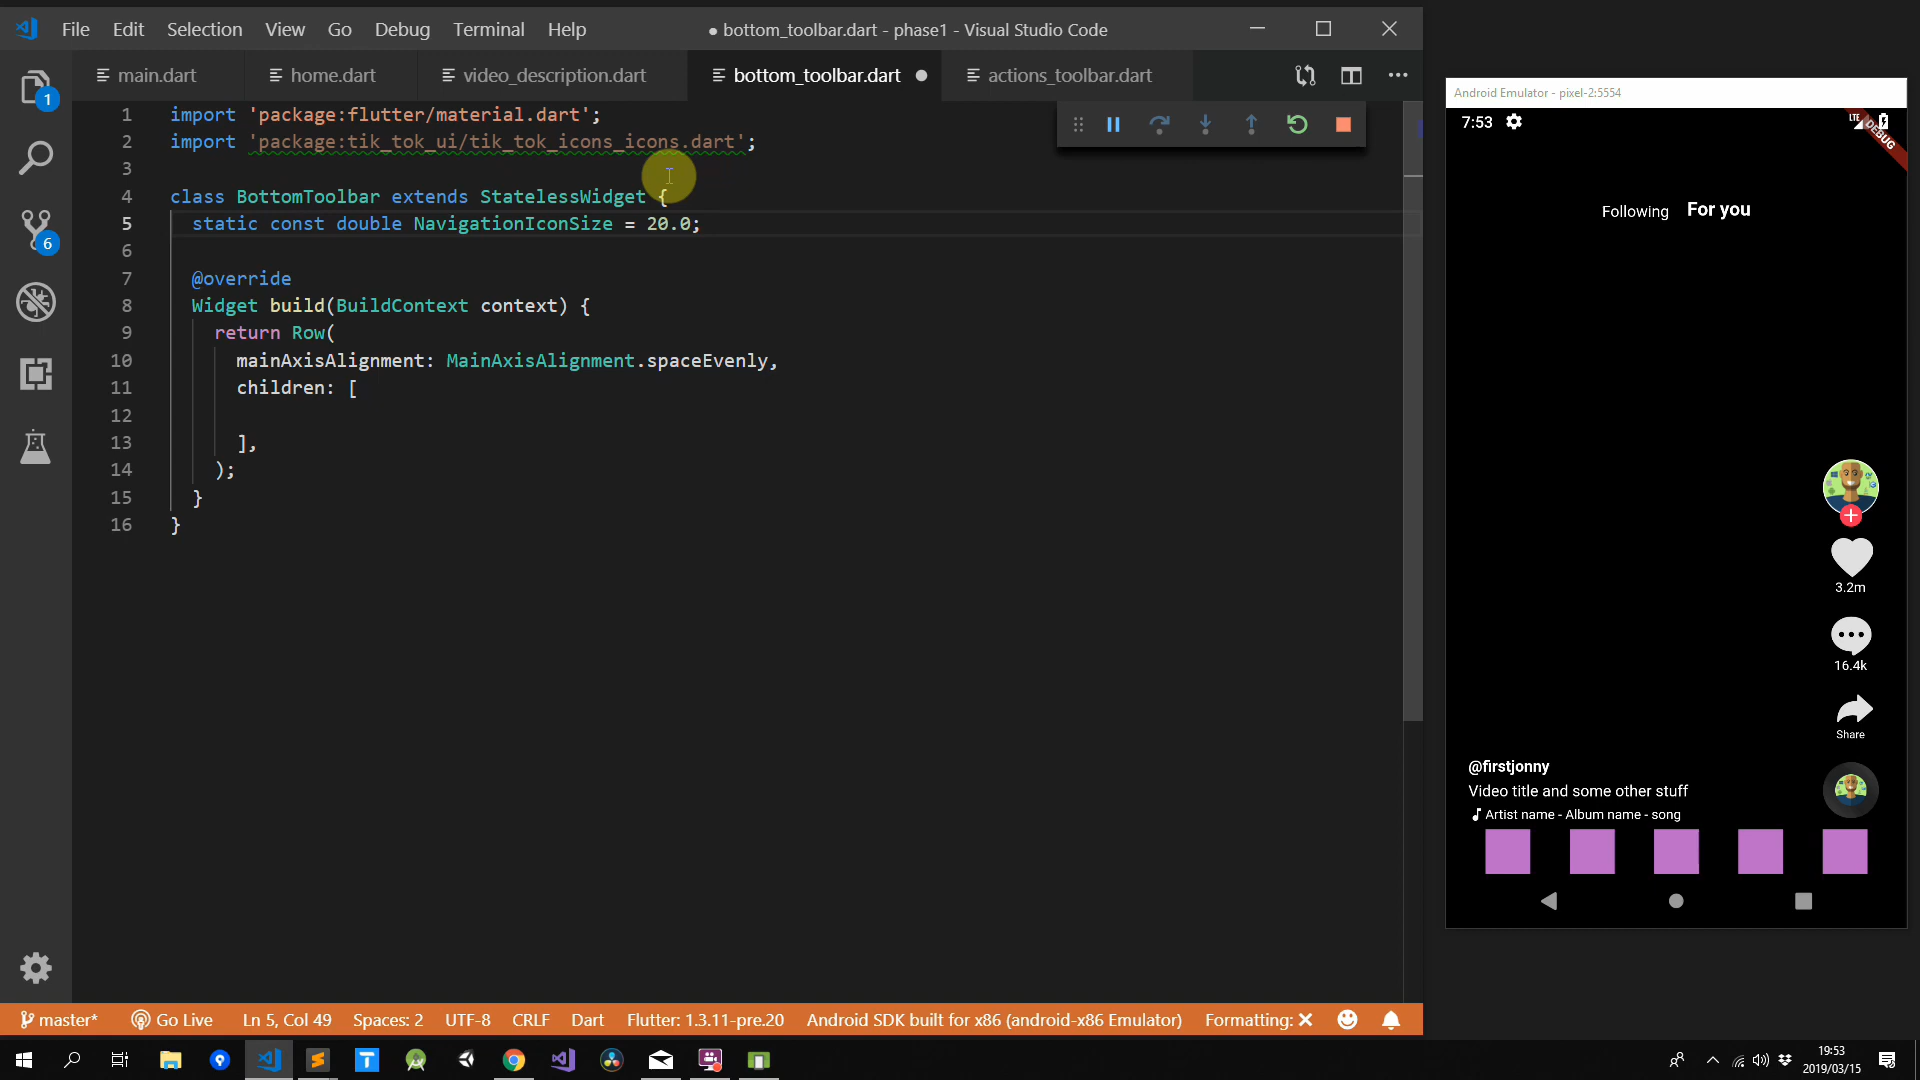 File Edit Selection View Go Debug Terminal Help
● bottom_toolbar.dart - phase1 - Visual Studio Code
main.dart home.dart video_description.dart bottom_toolbar.dart ● actions_toolbar.dart
1 import 'package:flutter/material.dart';
2 import 'package:tik_tok_ui/tik_tok_icons_icons.dart';
3
4 class BottomToolbar extends StatelessWidget {
5 static const double NavigationIconSize = 20.0;
6
7 @override
8 Widget build(BuildContext context) {
9 return Row(
10 mainAxisAlignment: MainAxisAlignment.spaceEvenly,
11 children: [
12
13 ],
14 );
15 }
16 }
1
6
master* Go Live Ln 5, Col 49 Spaces: 2 UTF-8 CRLF Dart Flutter: 1.3.11-pre.20 Android SDK built for x86 (android-x86 Emulator) Formatting: ✕
Android Emulator - pixel-2:5554
7:53
LTE
DEBUG
Following For you
3.2m
16.4k
Share
@firstjonny
Video title and some other stuff
Artist name - Album name - song
19:53
2019/03/15